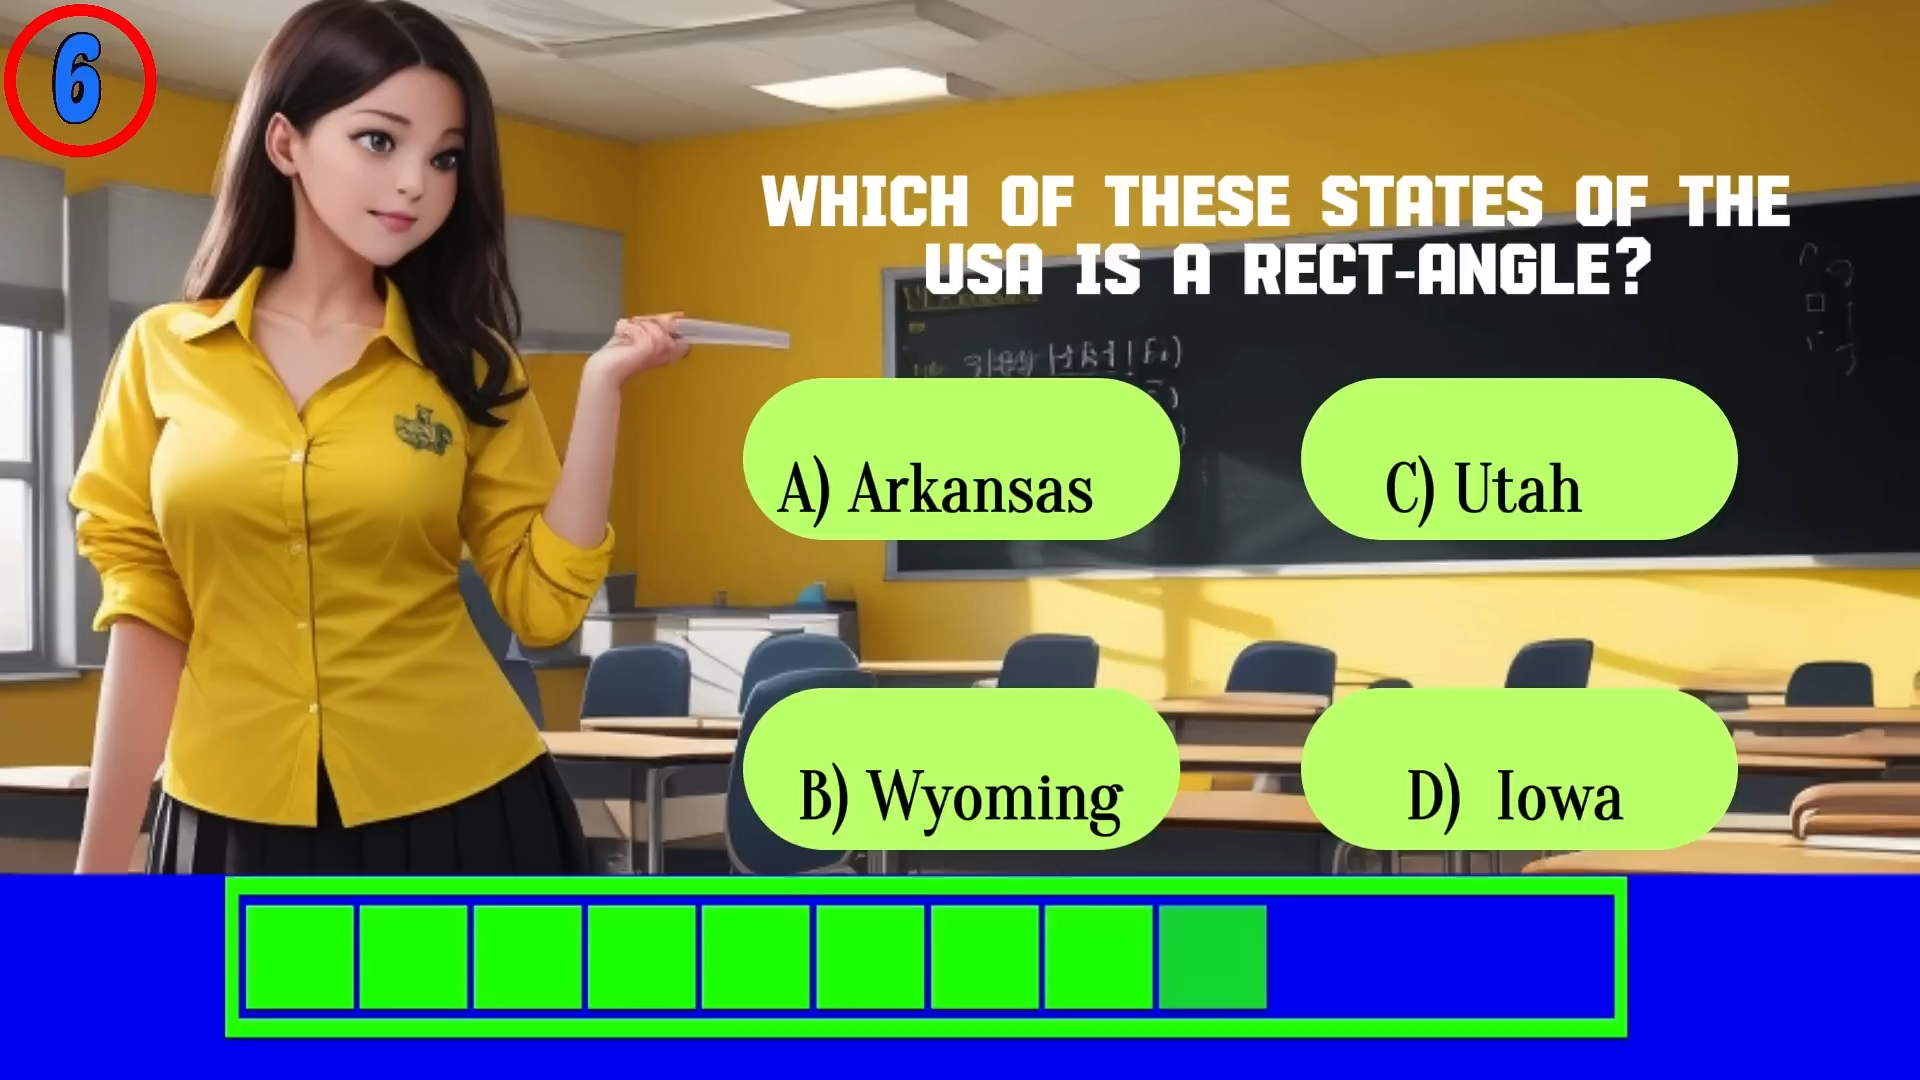 6
WHICH OF THESE STATES OF THE
USA IS A RECT-ANGLE?
A) Arkansas
C) Utah
B) Wyoming
D) Iowa